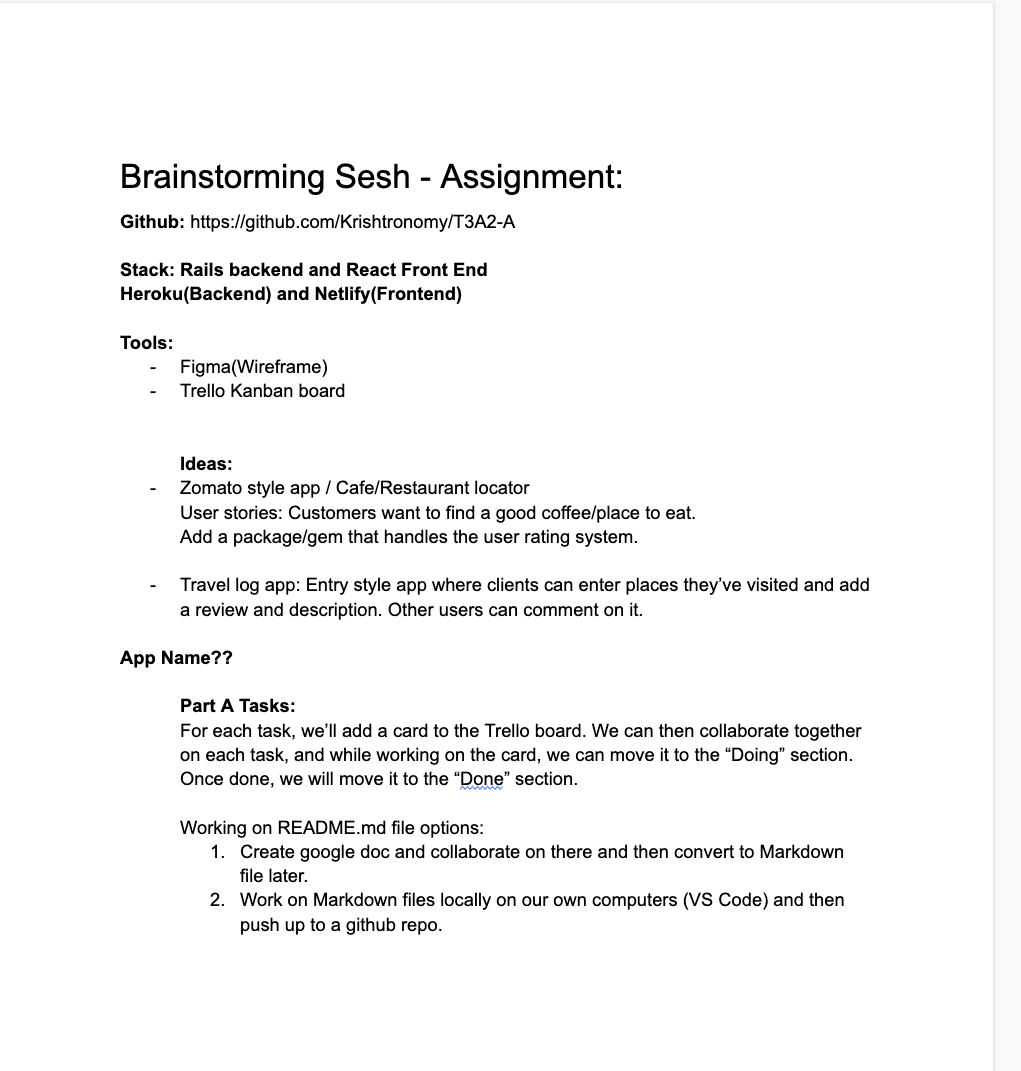 Brainstorming Sesh - Assignment:
Github: https://github.com/Krishtronomy/T3A2-A
Stack: Rails backend and React Front End
Heroku(Backend) and Netlify(Frontend)
Tools:
- Figma(Wireframe)
- Trello Kanban board
Ideas:
- Zomato style app / Cafe/Restaurant locator
User stories: Customers want to find a good coffee/place to eat.
Add a package/gem that handles the user rating system.
- Travel log app: Entry style app where clients can enter places they’ve visited and add
a review and description. Other users can comment on it.
App Name??
Part A Tasks:
For each task, we’ll add a card to the Trello board. We can then collaborate together
on each task, and while working on the card, we can move it to the “Doing” section.
Once done, we will move it to the “Done” section.
Working on README.md file options:
1. Create google doc and collaborate on there and then convert to Markdown
file later.
2. Work on Markdown files locally on our own computers (VS Code) and then
push up to a github repo.